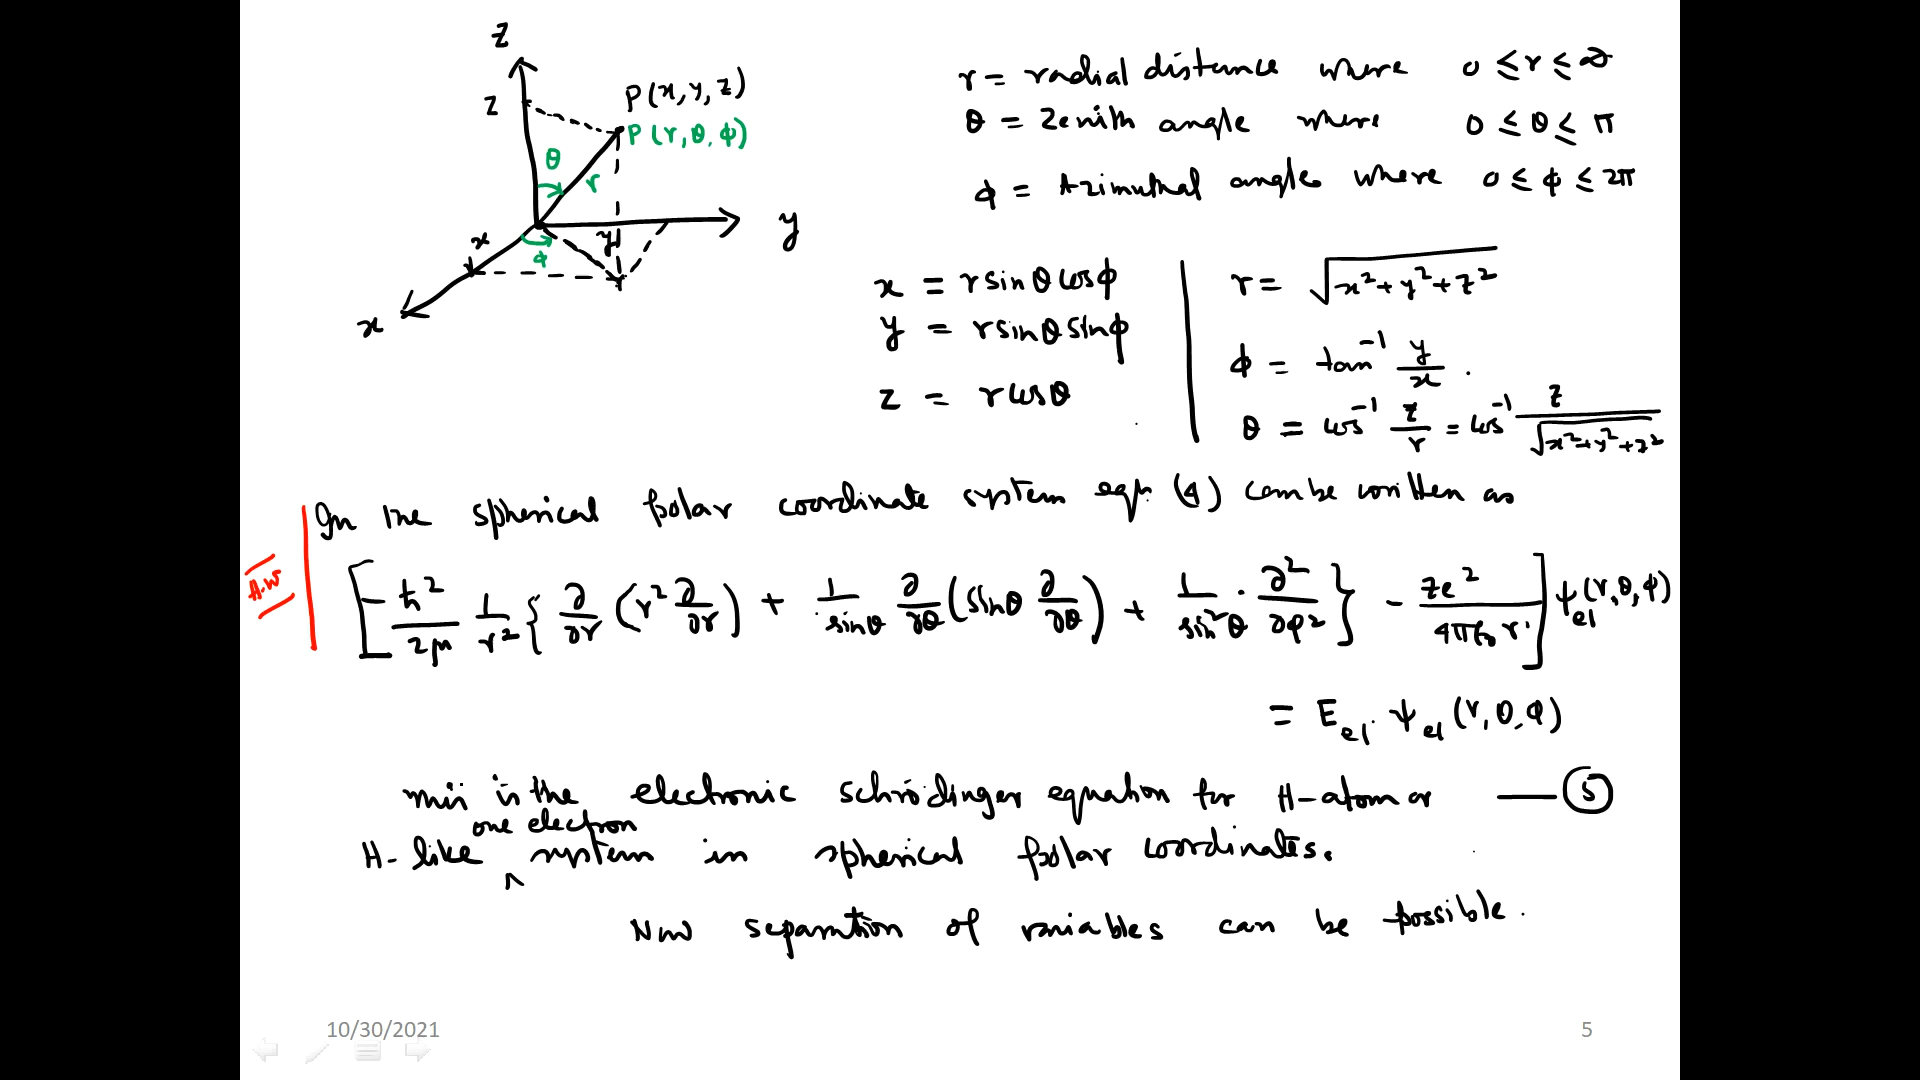 Z
z
P(x, y, z)
P(r, θ, φ)
θ
r
y
x
y
φ
x
r = radial distance where 0 ≤ r ≤ ∞
θ = Zenith angle where 0 ≤ θ ≤ π
φ = Azimuthal angle where 0 ≤ φ ≤ 2π
x = r sinθ cosφ
y = r sinθ sinφ
z = r cosθ
r = √(x² + y² + z²)
φ = tan⁻¹ y/x .
θ = cos⁻¹ z/r = cos⁻¹ z/√(x²+y²+z²)
In the spherical polar coordinate system eqn. (4) can be written as
H.W
[-ℏ²/2μ 1/r² { ∂/∂r (r² ∂/∂r) + 1/sinθ ∂/∂θ (sinθ ∂/∂θ) + 1/sin²θ · ∂²/∂φ² } - Ze²/4πε₀r] ψ_el (r, θ, φ)
= E_el · ψ_el (r, θ, φ)
This is the electronic schrödinger equation for H-atom or —— (5)
one electron
H-like ^ system in spherical polar coordinates.
Now separation of variables can be possible.
10/30/2021
5